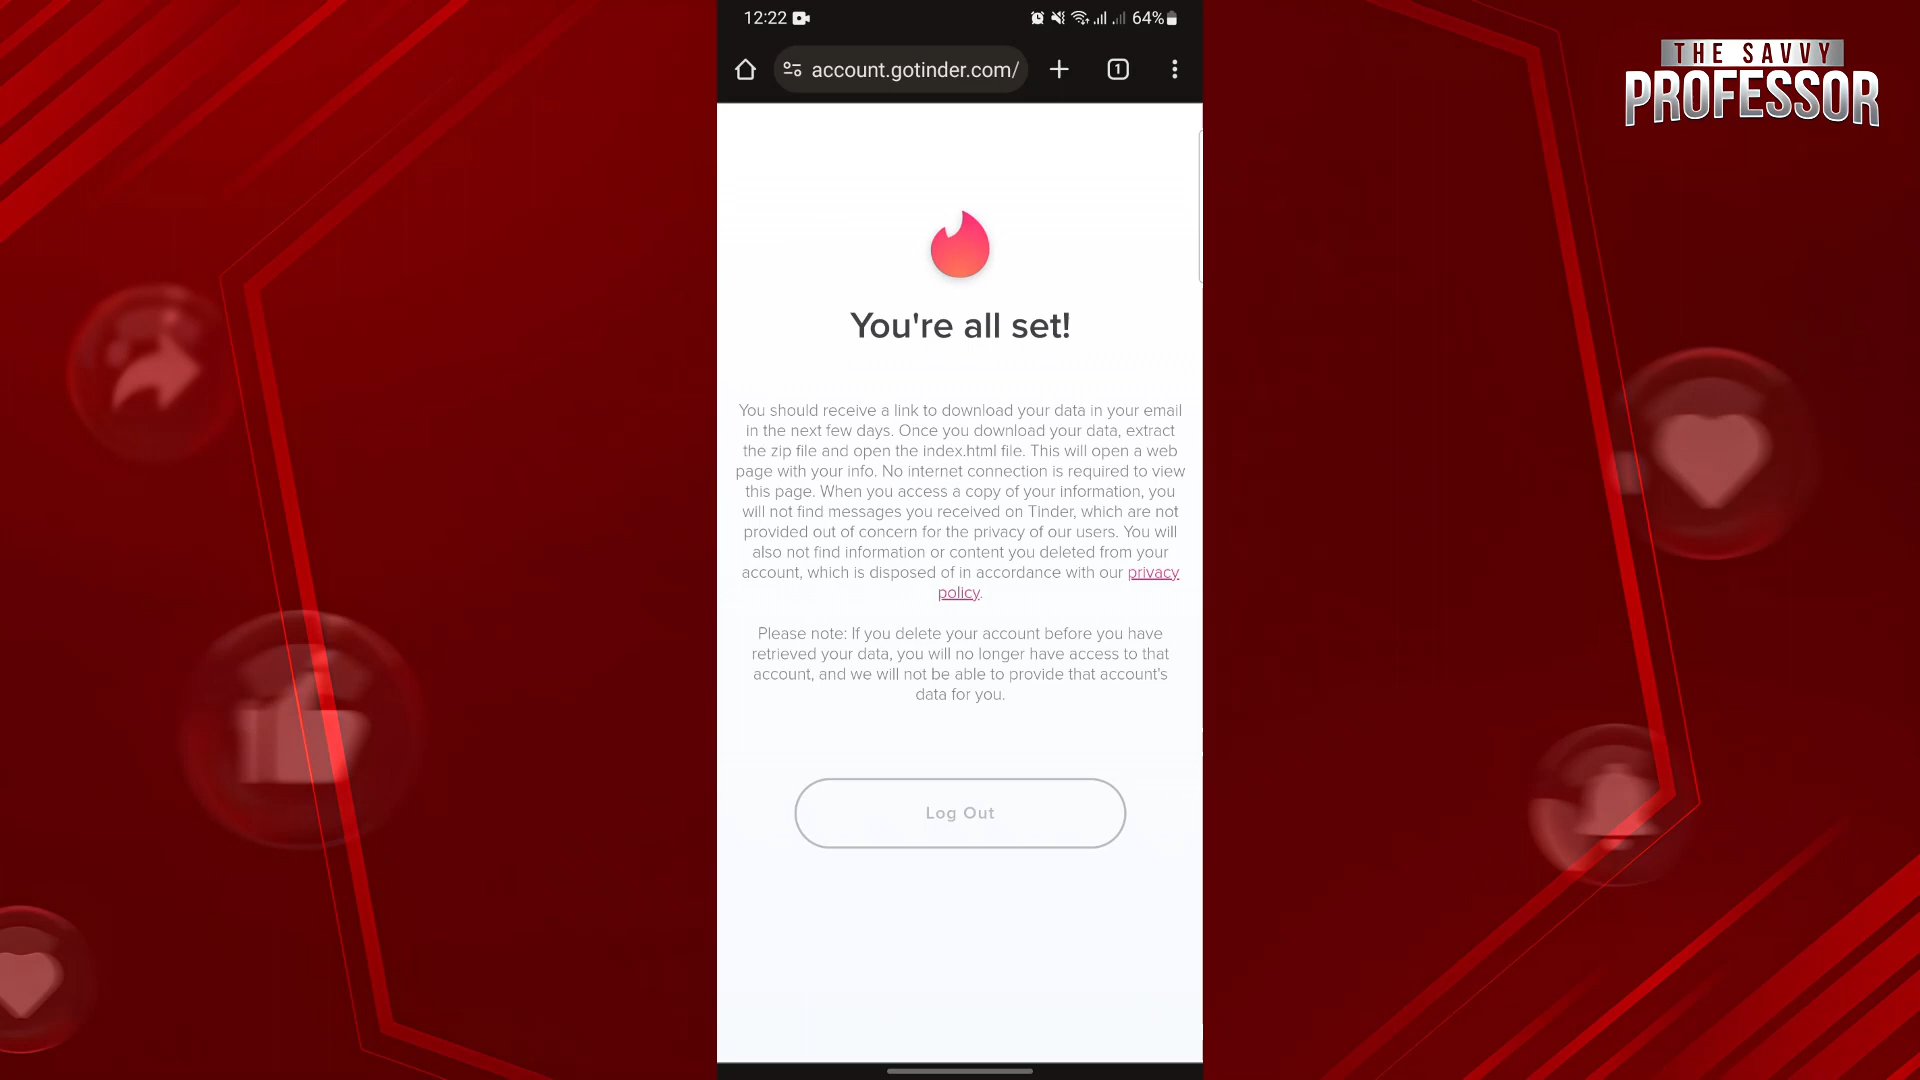 12:22
64%
account.gotinder.com/
1
THE SAVVY
PROFESSOR
You're all set!
You should receive a link to download your data in your email
in the next few days. Once you download your data, extract
the zip file and open the index.html file. This will open a web
page with your info. No internet connection is required to view
this page. When you access a copy of your information, you
will not find messages you received on Tinder, which are not
provided out of concern for the privacy of our users. You will
also not find information or content you deleted from your
account, which is disposed of in accordance with our privacy
policy.
Please note: If you delete your account before you have
retrieved your data, you will no longer have access to that
account, and we will not be able to provide that account's
data for you.
Log Out